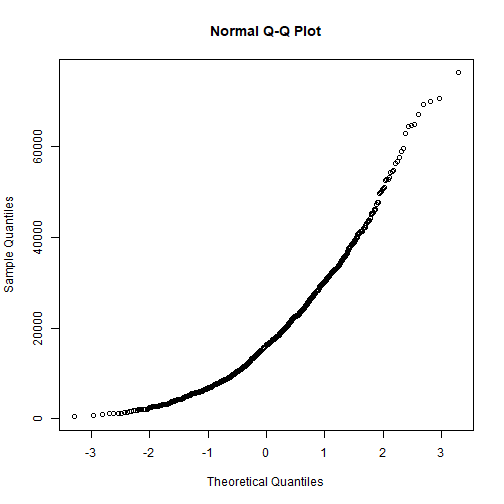 Normal Q-Q Plot
Sample Quantiles
60000
40000
20000
0
-3 -2 -1 0 1 2 3
Theoretical Quantiles